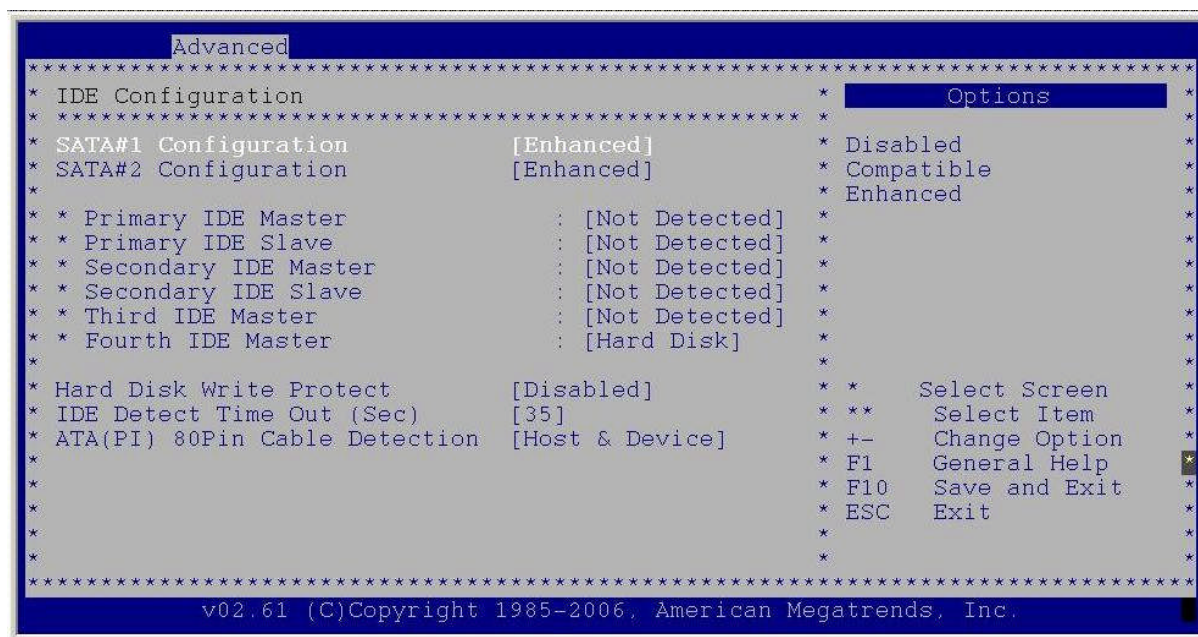 Advanced
****************************************************************************************
* IDE Configuration * Options *
* *************************************************** * *
* SATA#1 Configuration [Enhanced] * Disabled *
* SATA#2 Configuration [Enhanced] * Compatible *
* * Enhanced *
* * Primary IDE Master : [Not Detected] * *
* * Primary IDE Slave : [Not Detected] * *
* * Secondary IDE Master : [Not Detected] * *
* * Secondary IDE Slave : [Not Detected] * *
* * Third IDE Master : [Not Detected] * *
* * Fourth IDE Master : [Hard Disk] * *
* * *
* Hard Disk Write Protect [Disabled] * * Select Screen *
* IDE Detect Time Out (Sec) [35] * ** Select Item *
* ATA(PI) 80Pin Cable Detection [Host & Device] * +- Change Option *
* * F1 General Help *
* * F10 Save and Exit *
* * ESC Exit *
* * *
* * *
****************************************************************************************
v02.61 (C)Copyright 1985-2006, American Megatrends, Inc.